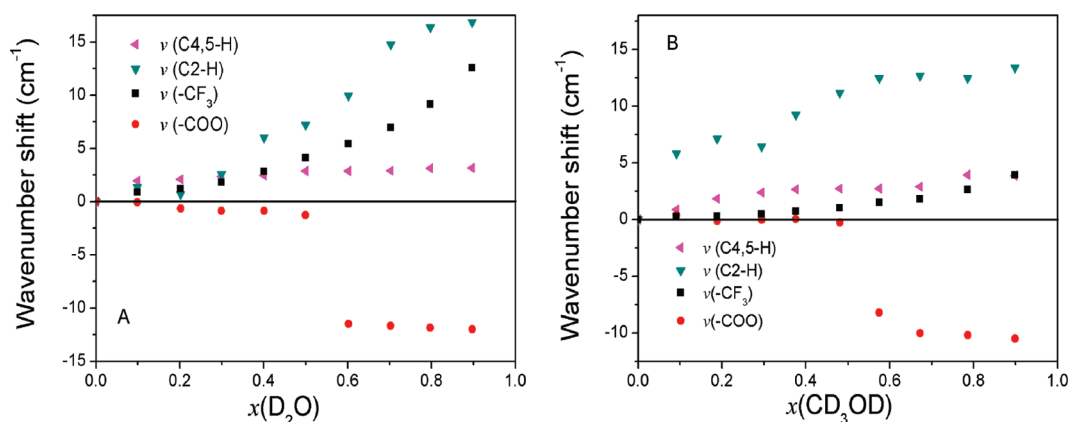 A
Wavenumber shift (cm⁻¹)
15
10
5
0
-5
-10
-15
ν (C4,5-H)
ν (C2-H)
ν (-CF₃)
ν (-COO)
0.0 0.2 0.4 0.6 0.8 1.0
x(D₂O)
B
Wavenumber shift (cm⁻¹)
15
10
5
0
-5
-10
ν (C4,5-H)
ν (C2-H)
ν(-CF₃)
ν(-COO)
0.0 0.2 0.4 0.6 0.8 1.0
x(CD₃OD)